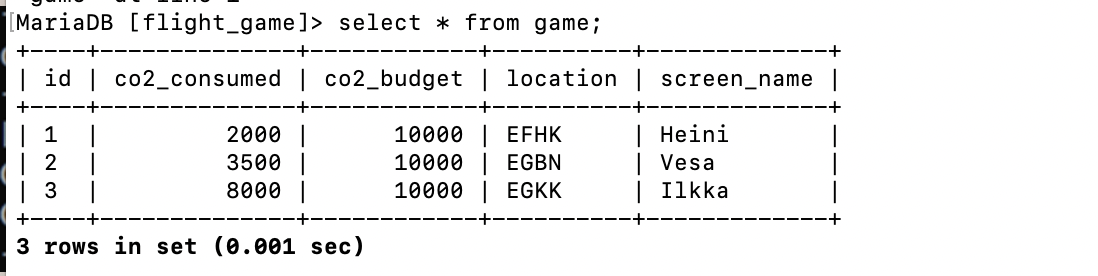 [MariaDB [flight_game]> select * from game;
+----+--------------+------------+----------+-------------+
| id | co2_consumed | co2_budget | location | screen_name |
+----+--------------+------------+----------+-------------+
| 1  |         2000 |      10000 | EFHK     | Heini       |
| 2  |         3500 |      10000 | EGBN     | Vesa        |
| 3  |         8000 |      10000 | EGKK     | Ilkka       |
+----+--------------+------------+----------+-------------+
3 rows in set (0.001 sec)